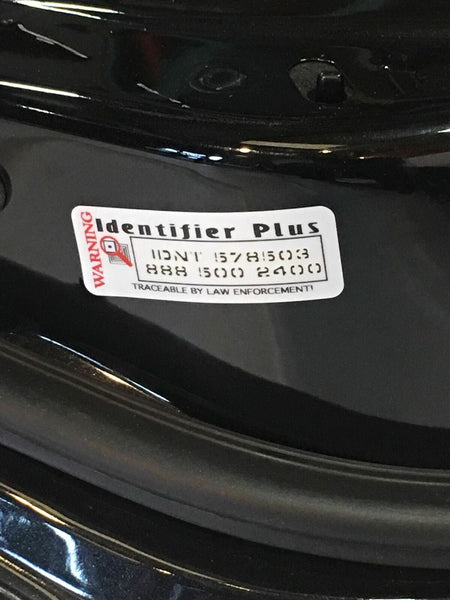 WARNING
Identifier Plus
IDNT 578503
888 500 2400
TRACEABLE BY LAW ENFORCEMENT!